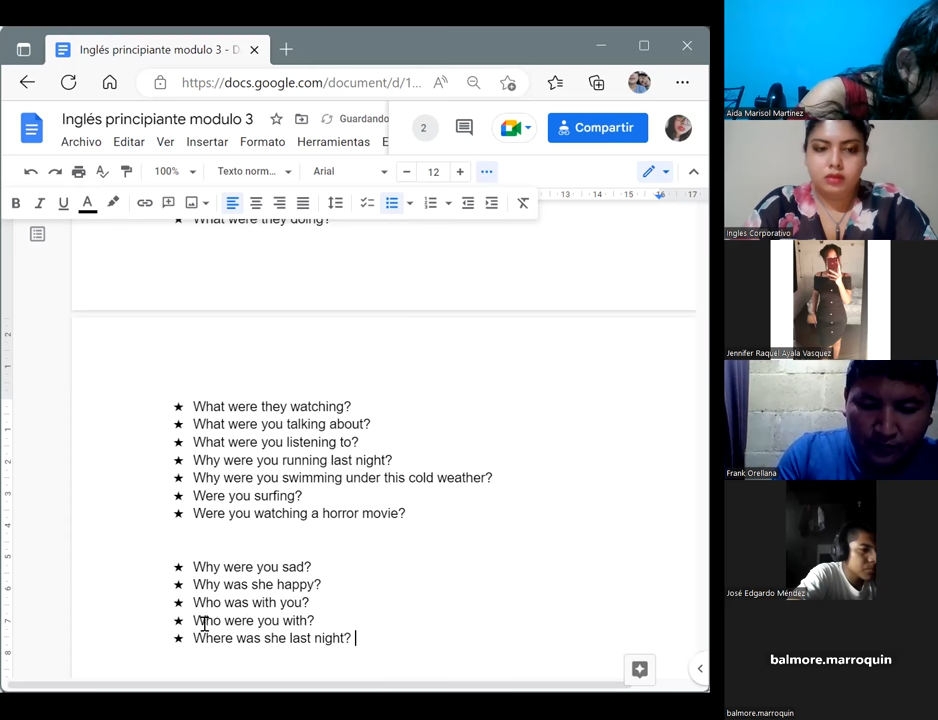 Inglés principiante modulo 3 - D
https://docs.google.com/document/d/1...
Inglés principiante modulo 3
Guardando
2
Compartir
Archivo Editar Ver Insertar Formato Herramientas E
100% Texto norm... Arial 12
13 14 15 16 17
What were they doing?
What were they watching?
What were you talking about?
What were you listening to?
Why were you running last night?
Why were you swimming under this cold weather?
Were you surfing?
Were you watching a horror movie?
Why were you sad?
Why was she happy?
Who was with you?
Who were you with?
Where was she last night?
Aida Marisol Martinez
Ingles Corporativo
Jennifer Raquel Ayala Vasquez
Frank Orellana
José Edgardo Méndez
balmore.marroquin
balmore.marroquin